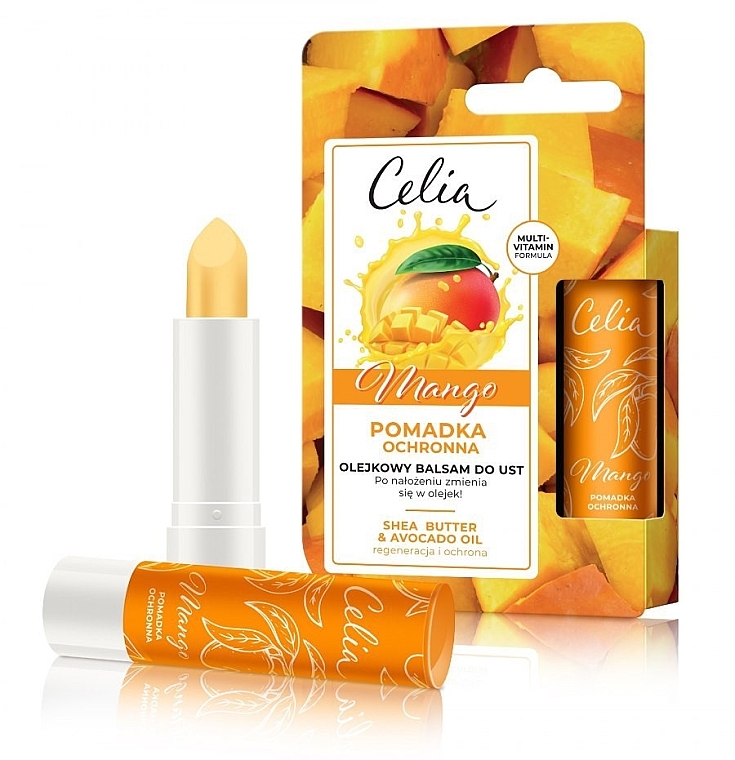 Celia
MULTI-
VITAMIN
FORMULA
Mango
POMADKA
OCHRONNA
OLEJKOWY BALSAM DO UST
Po nałożeniu zmienia
się w olejek!
SHEA BUTTER
& AVOCADO OIL
regeneracja i ochrona
Celia
Mango
POMADKA
OCHRONNA
Celia
Mango
POMADKA
OCHRONNA